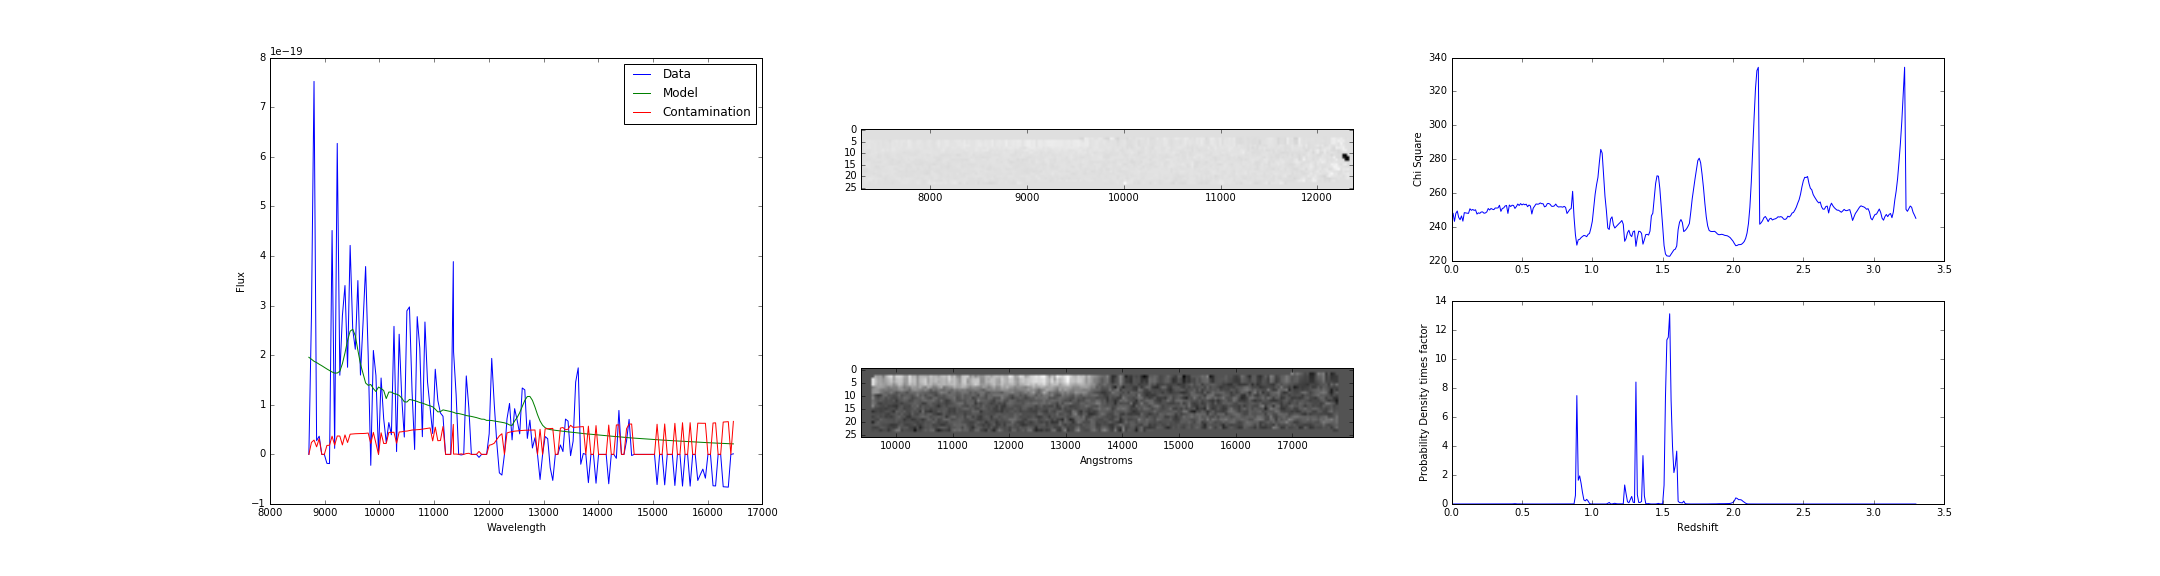 1e−19
8
7
6
5
4
3
2
1
0
−1
Flux
8000 9000 10000 11000 12000 13000 14000 15000 16000 17000
Wavelength
Data
Model
Contamination
0
5
10
15
20
25
8000 9000 10000 11000 12000
0
5
10
15
20
25
10000 11000 12000 13000 14000 15000 16000 17000
Angstroms
340
320
300
280
260
240
220
Chi Square
0.0 0.5 1.0 1.5 2.0 2.5 3.0 3.5
14
12
10
8
6
4
2
0
Probability Density times factor
0.0 0.5 1.0 1.5 2.0 2.5 3.0 3.5
Redshift